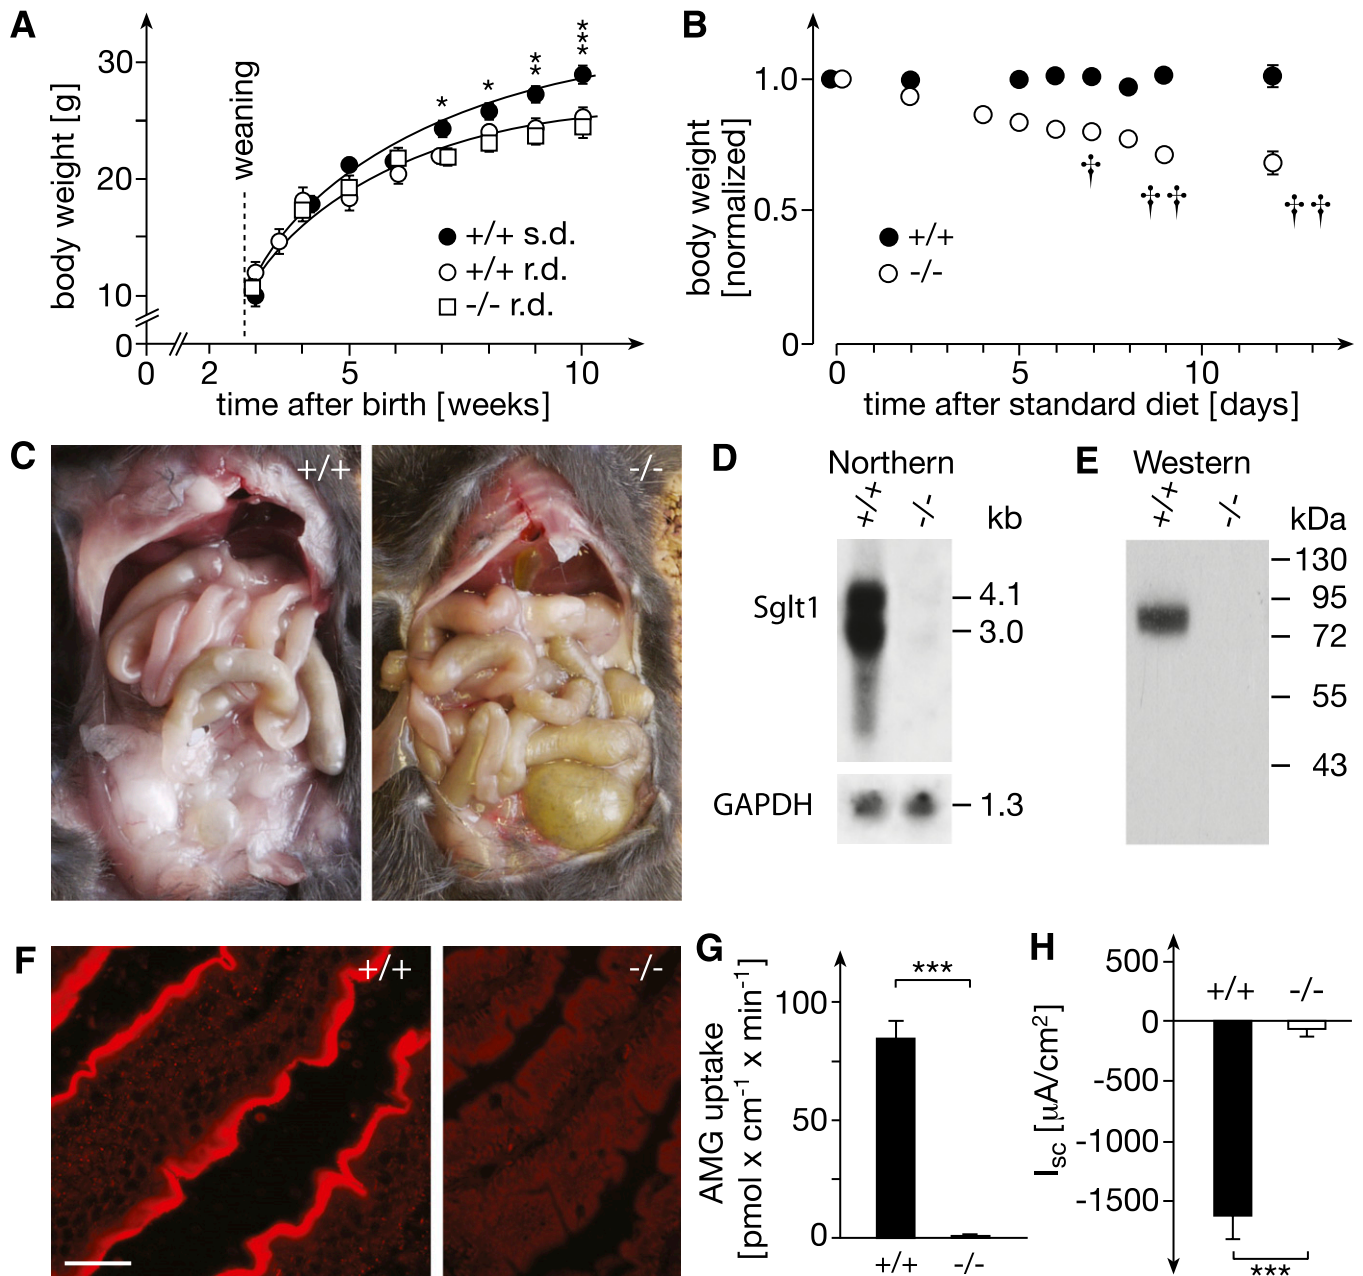 A
30
20
10
0
body weight [g]
weaning
*
*
**
***
+/+ s.d.
+/+ r.d.
-/- r.d.
0
2
5
10
time after birth [weeks]
B
1.0
0.5
0
body weight
[normalized]
†
††
††
+/+
-/-
0
5
10
time after standard diet [days]
C
+/+
-/-
D
Northern
+/+
-/-
kb
Sglt1
4.1
3.0
GAPDH
1.3
E
Western
+/+
-/-
kDa
130
95
72
55
43
F
+/+
-/-
G
AMG uptake
[pmol x cm⁻¹ x min⁻¹]
100
50
0
***
+/+
-/-
H
Isc [µA/cm²]
500
0
-500
-1000
-1500
+/+
-/-
***